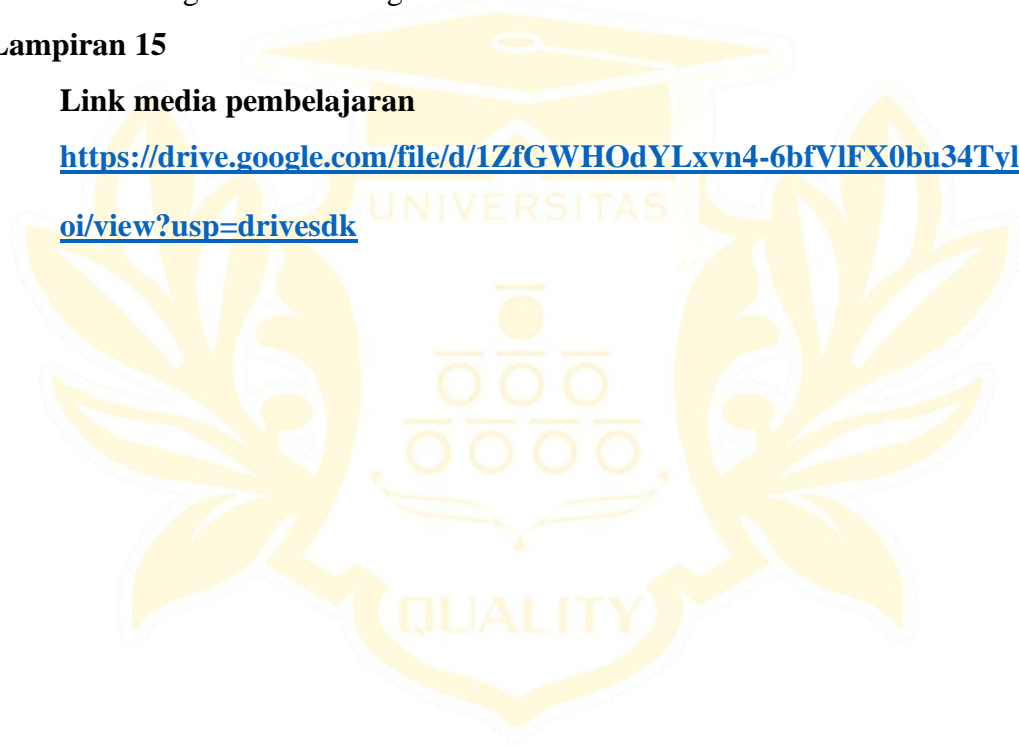 Lampiran 15
Link media pembelajaran
https://drive.google.com/file/d/1ZfGWHOdYLxvn4-6bfVlFX0bu34Tyl
oi/view?usp=drivesdk
UNIVERSITAS
QUALITY